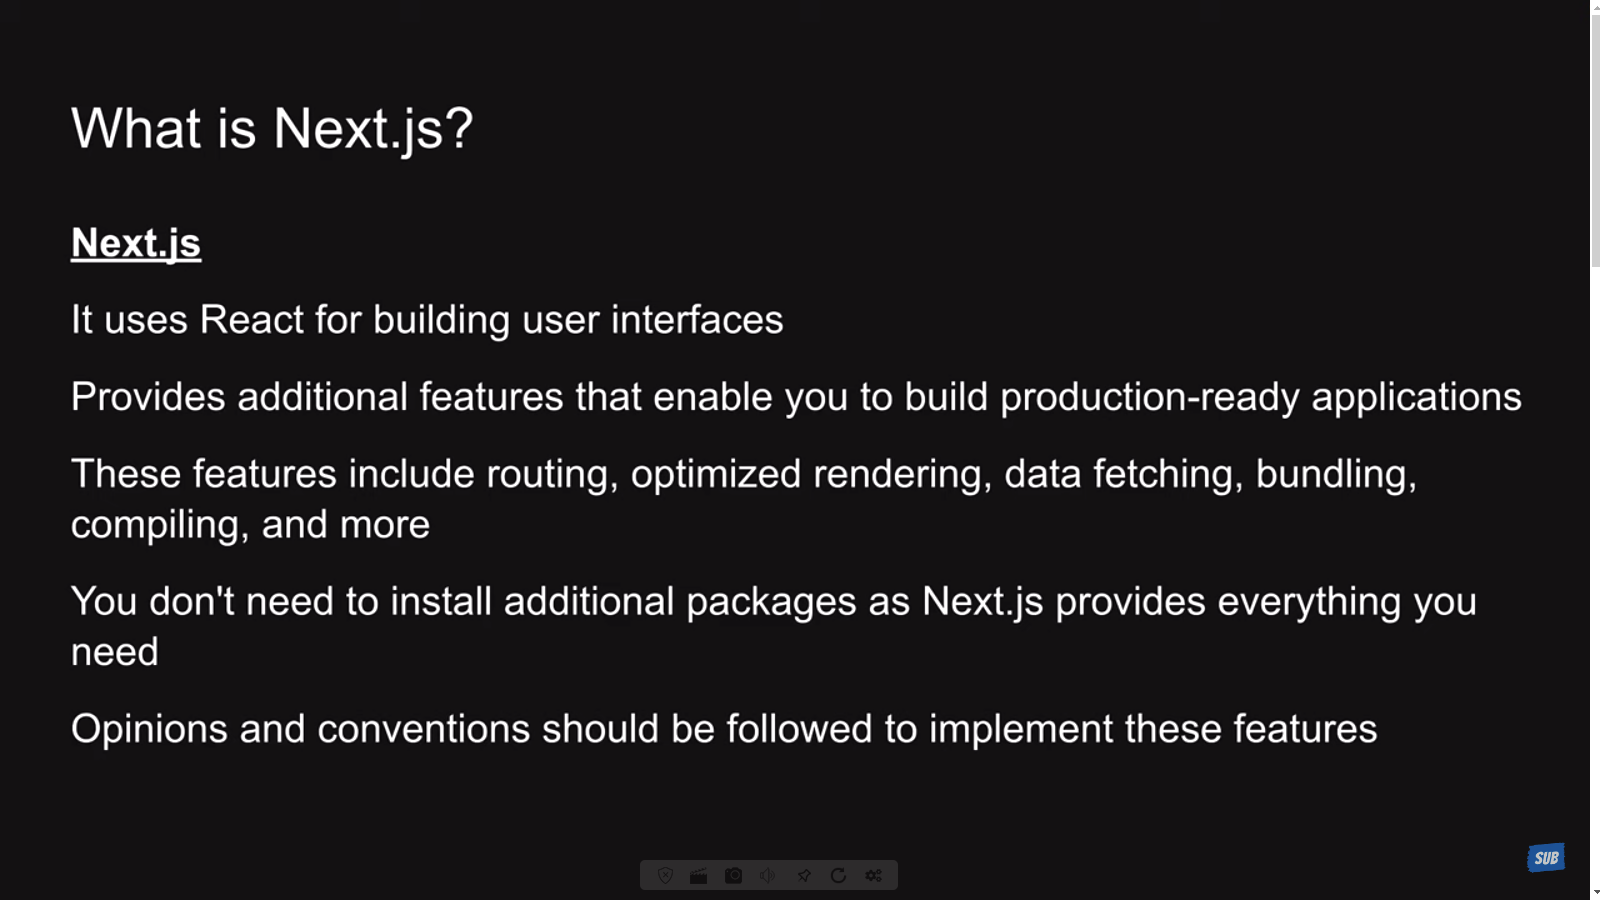 What is Next.js?
Next.js
It uses React for building user interfaces
Provides additional features that enable you to build production-ready applications
These features include routing, optimized rendering, data fetching, bundling,
compiling, and more
You don't need to install additional packages as Next.js provides everything you
need
Opinions and conventions should be followed to implement these features
SUB